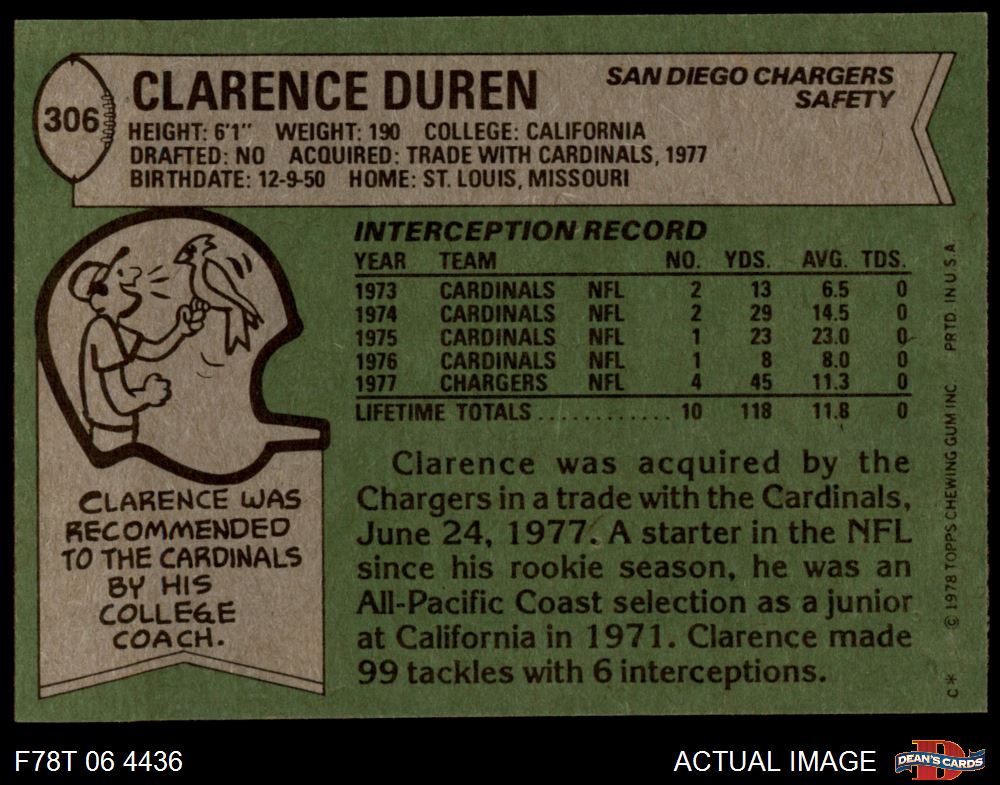 306
CLARENCE DUREN
SAN DIEGO CHARGERS
SAFETY
HEIGHT: 6'1" WEIGHT: 190 COLLEGE: CALIFORNIA
DRAFTED: NO ACQUIRED: TRADE WITH CARDINALS, 1977
BIRTHDATE: 12-9-50 HOME: ST. LOUIS, MISSOURI
INTERCEPTION RECORD
YEAR TEAM NO. YDS. AVG. TDS.
1973 CARDINALS NFL 2 13 6.5 0
1974 CARDINALS NFL 2 29 14.5 0
1975 CARDINALS NFL 1 23 23.0 0
1976 CARDINALS NFL 1 8 8.0 0
1977 CHARGERS NFL 4 45 11.3 0
LIFETIME TOTALS ............ 10 118 11.8 0
CLARENCE WAS
RECOMMENDED
TO THE CARDINALS
BY HIS
COLLEGE
COACH.
Clarence was acquired by the
Chargers in a trade with the Cardinals,
June 24, 1977. A starter in the NFL
since his rookie season, he was an
All-Pacific Coast selection as a junior
at California in 1971. Clarence made
99 tackles with 6 interceptions.
C* © 1978 TOPPS CHEWING GUM INC. PRTD. IN U.S.A.
F78T 06 4436
ACTUAL IMAGE
DEAN'S CARDS